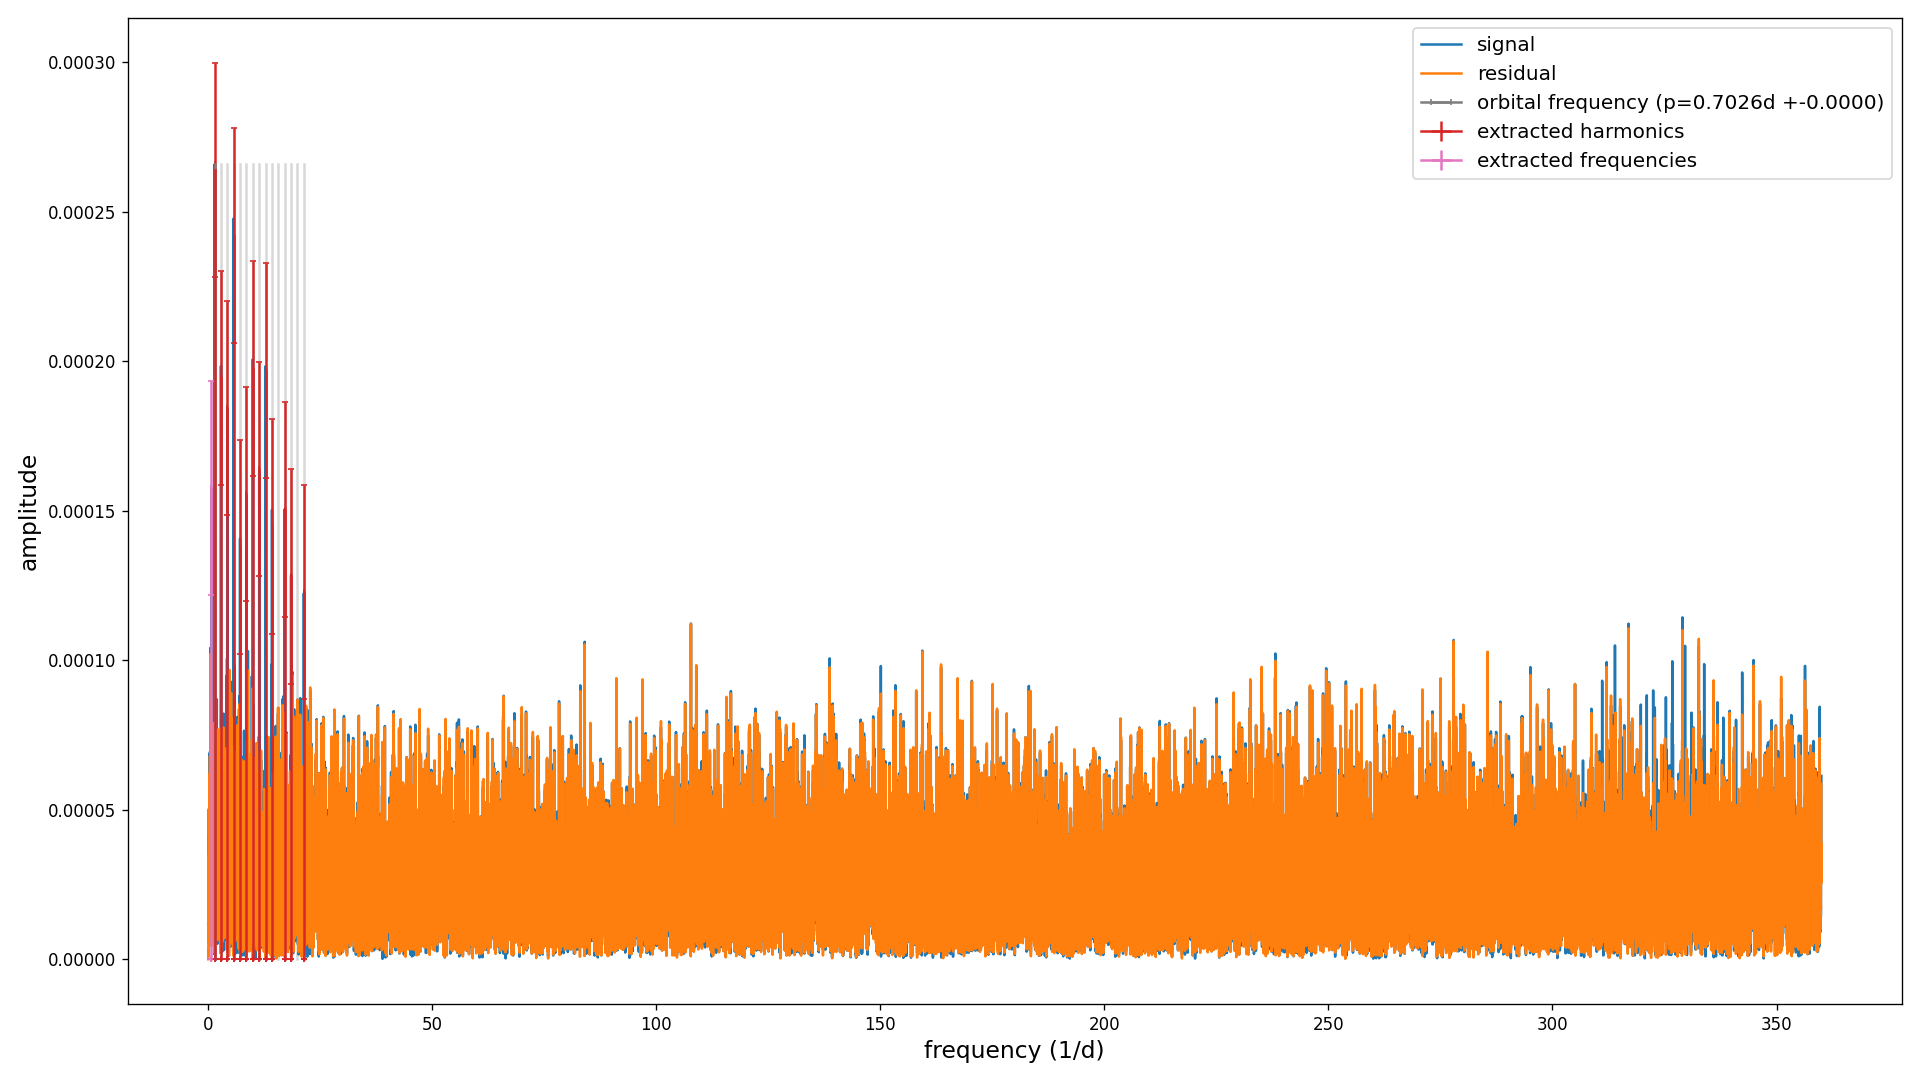 0.00030
0.00025
0.00020
0.00015
0.00010
0.00005
0.00000
amplitude
0 50 100 150 200 250 300 350
frequency (1/d)
signal
residual
orbital frequency (p=0.7026d +-0.0000)
extracted harmonics
extracted frequencies